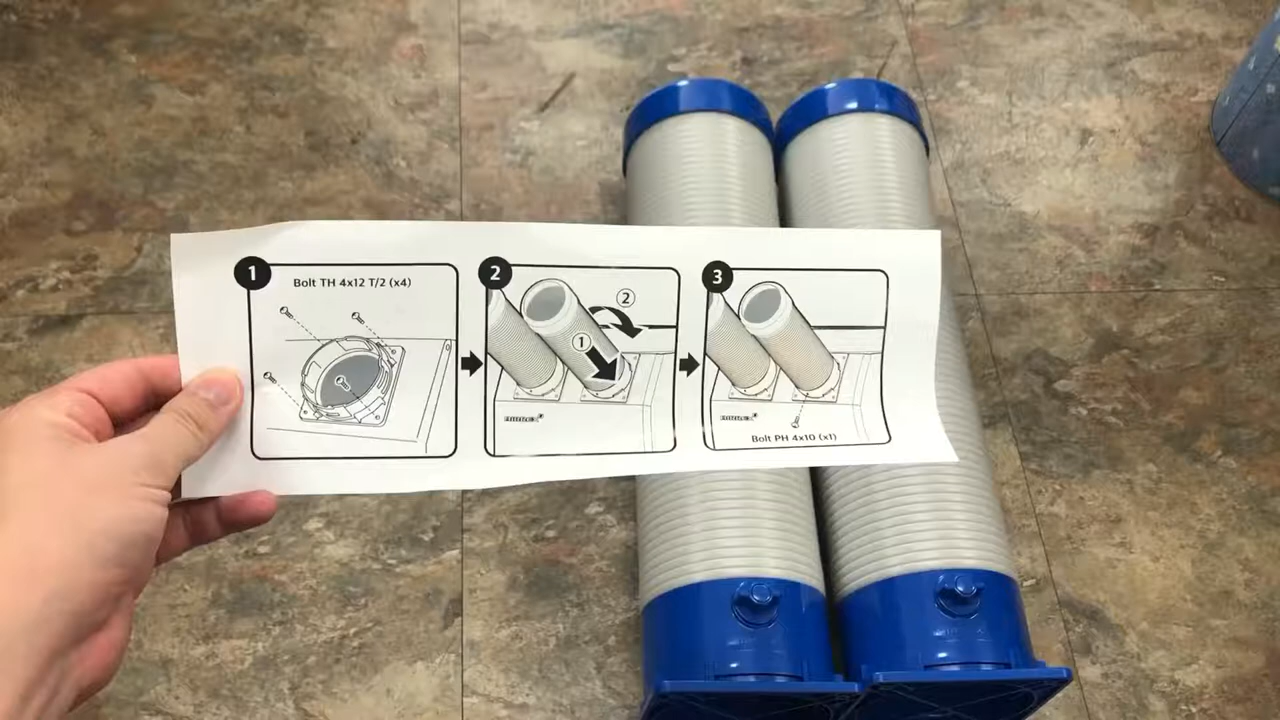 1
Bolt TH 4x12 T/2 (x4)
2
②
①
3
Bolt PH 4x10 (x1)